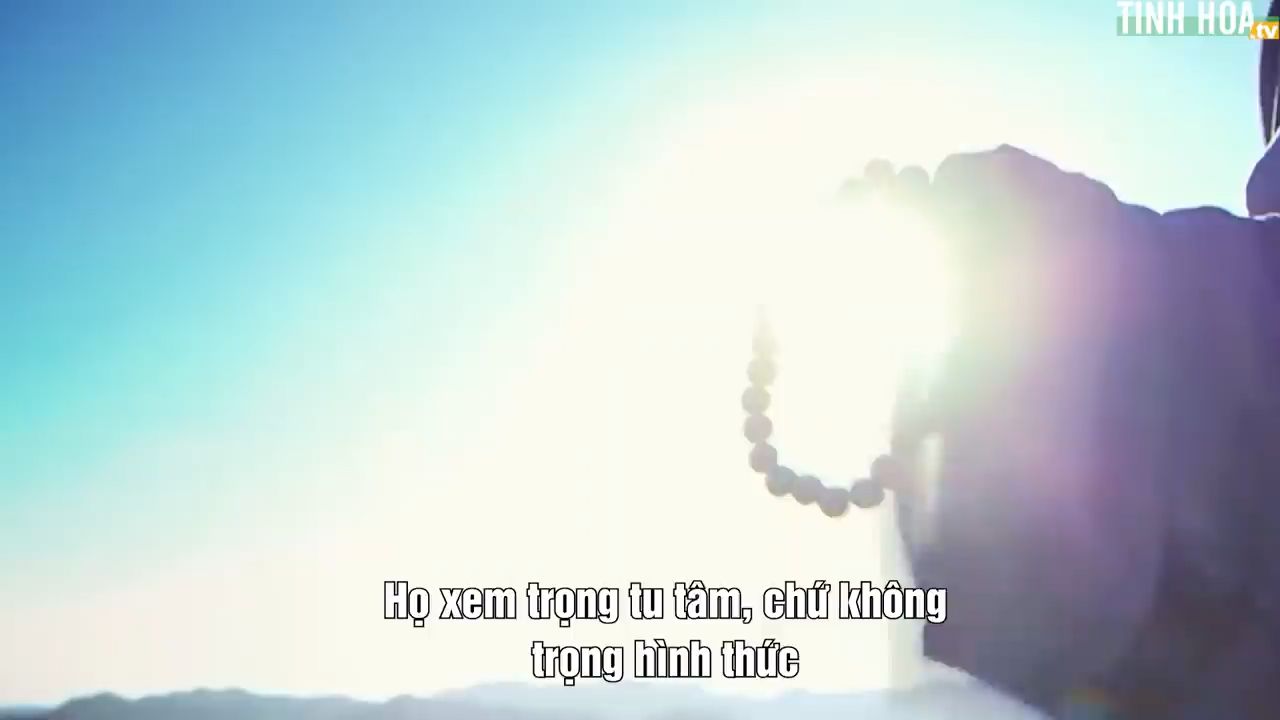 TINH HOA
.tv
Họ xem trọng tu tâm, chứ không
trọng hình thức